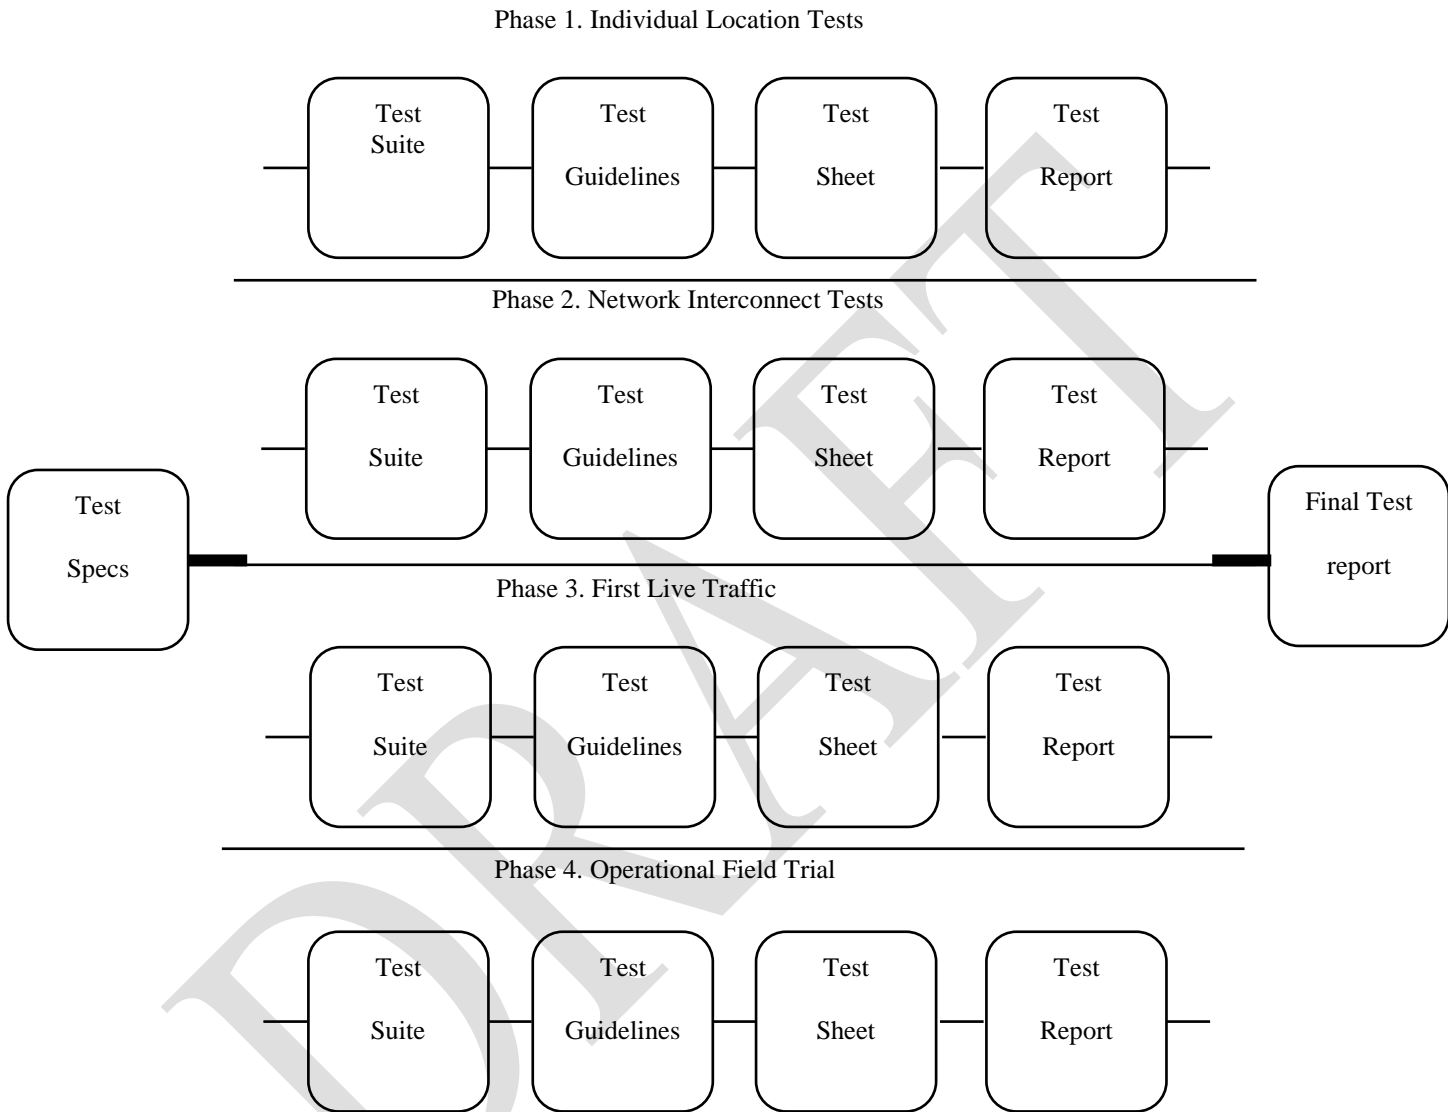 Phase 1. Individual Location Tests
Test
Suite
Test
Guidelines
Test
Sheet
Test
Report
Phase 2. Network Interconnect Tests
Test
Suite
Test
Guidelines
Test
Sheet
Test
Report
Test
Specs
Final Test
report
Phase 3. First Live Traffic
Test
Suite
Test
Guidelines
Test
Sheet
Test
Report
Phase 4. Operational Field Trial
Test
Suite
Test
Guidelines
Test
Sheet
Test
Report
DRAFT